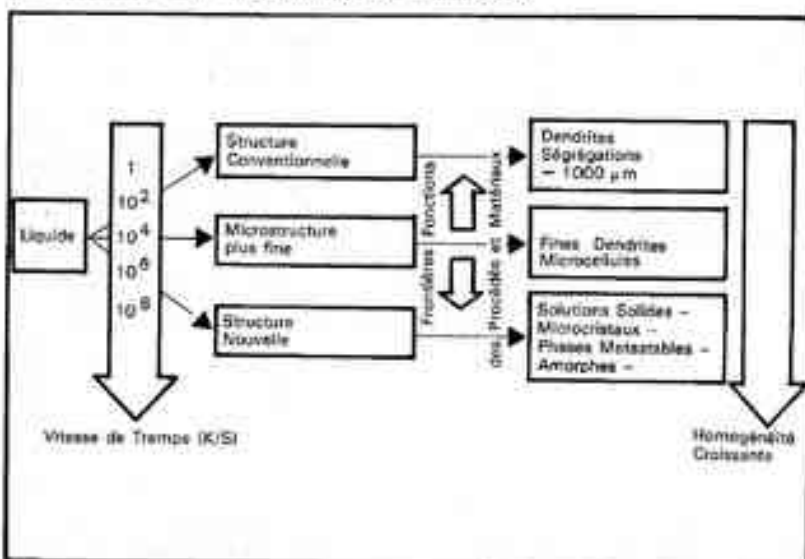 Liquide
1
10²
10⁴
10⁶
10⁸
Vitesse de Trempe (K/S)
Structure
Conventionnelle
Microstructure
plus fine
Structure
Nouvelle
Frontières Fonctions
des Procédés et Matériaux
Dendrites
Ségrégations
~ 1000 µm
Fines Dendrites
Microcellules
Solutions Solides –
Microcristaux –
Phases Métastables –
Amorphes –
Homogénéité
Croissante